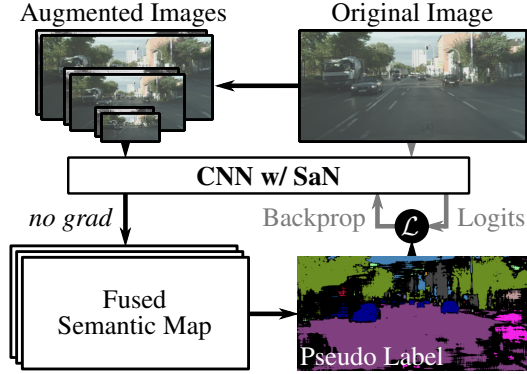 Augmented Images
Original Image
CNN w/ SaN
no grad
Backprop
ℒ
Logits
Fused
Semantic Map
Pseudo Label